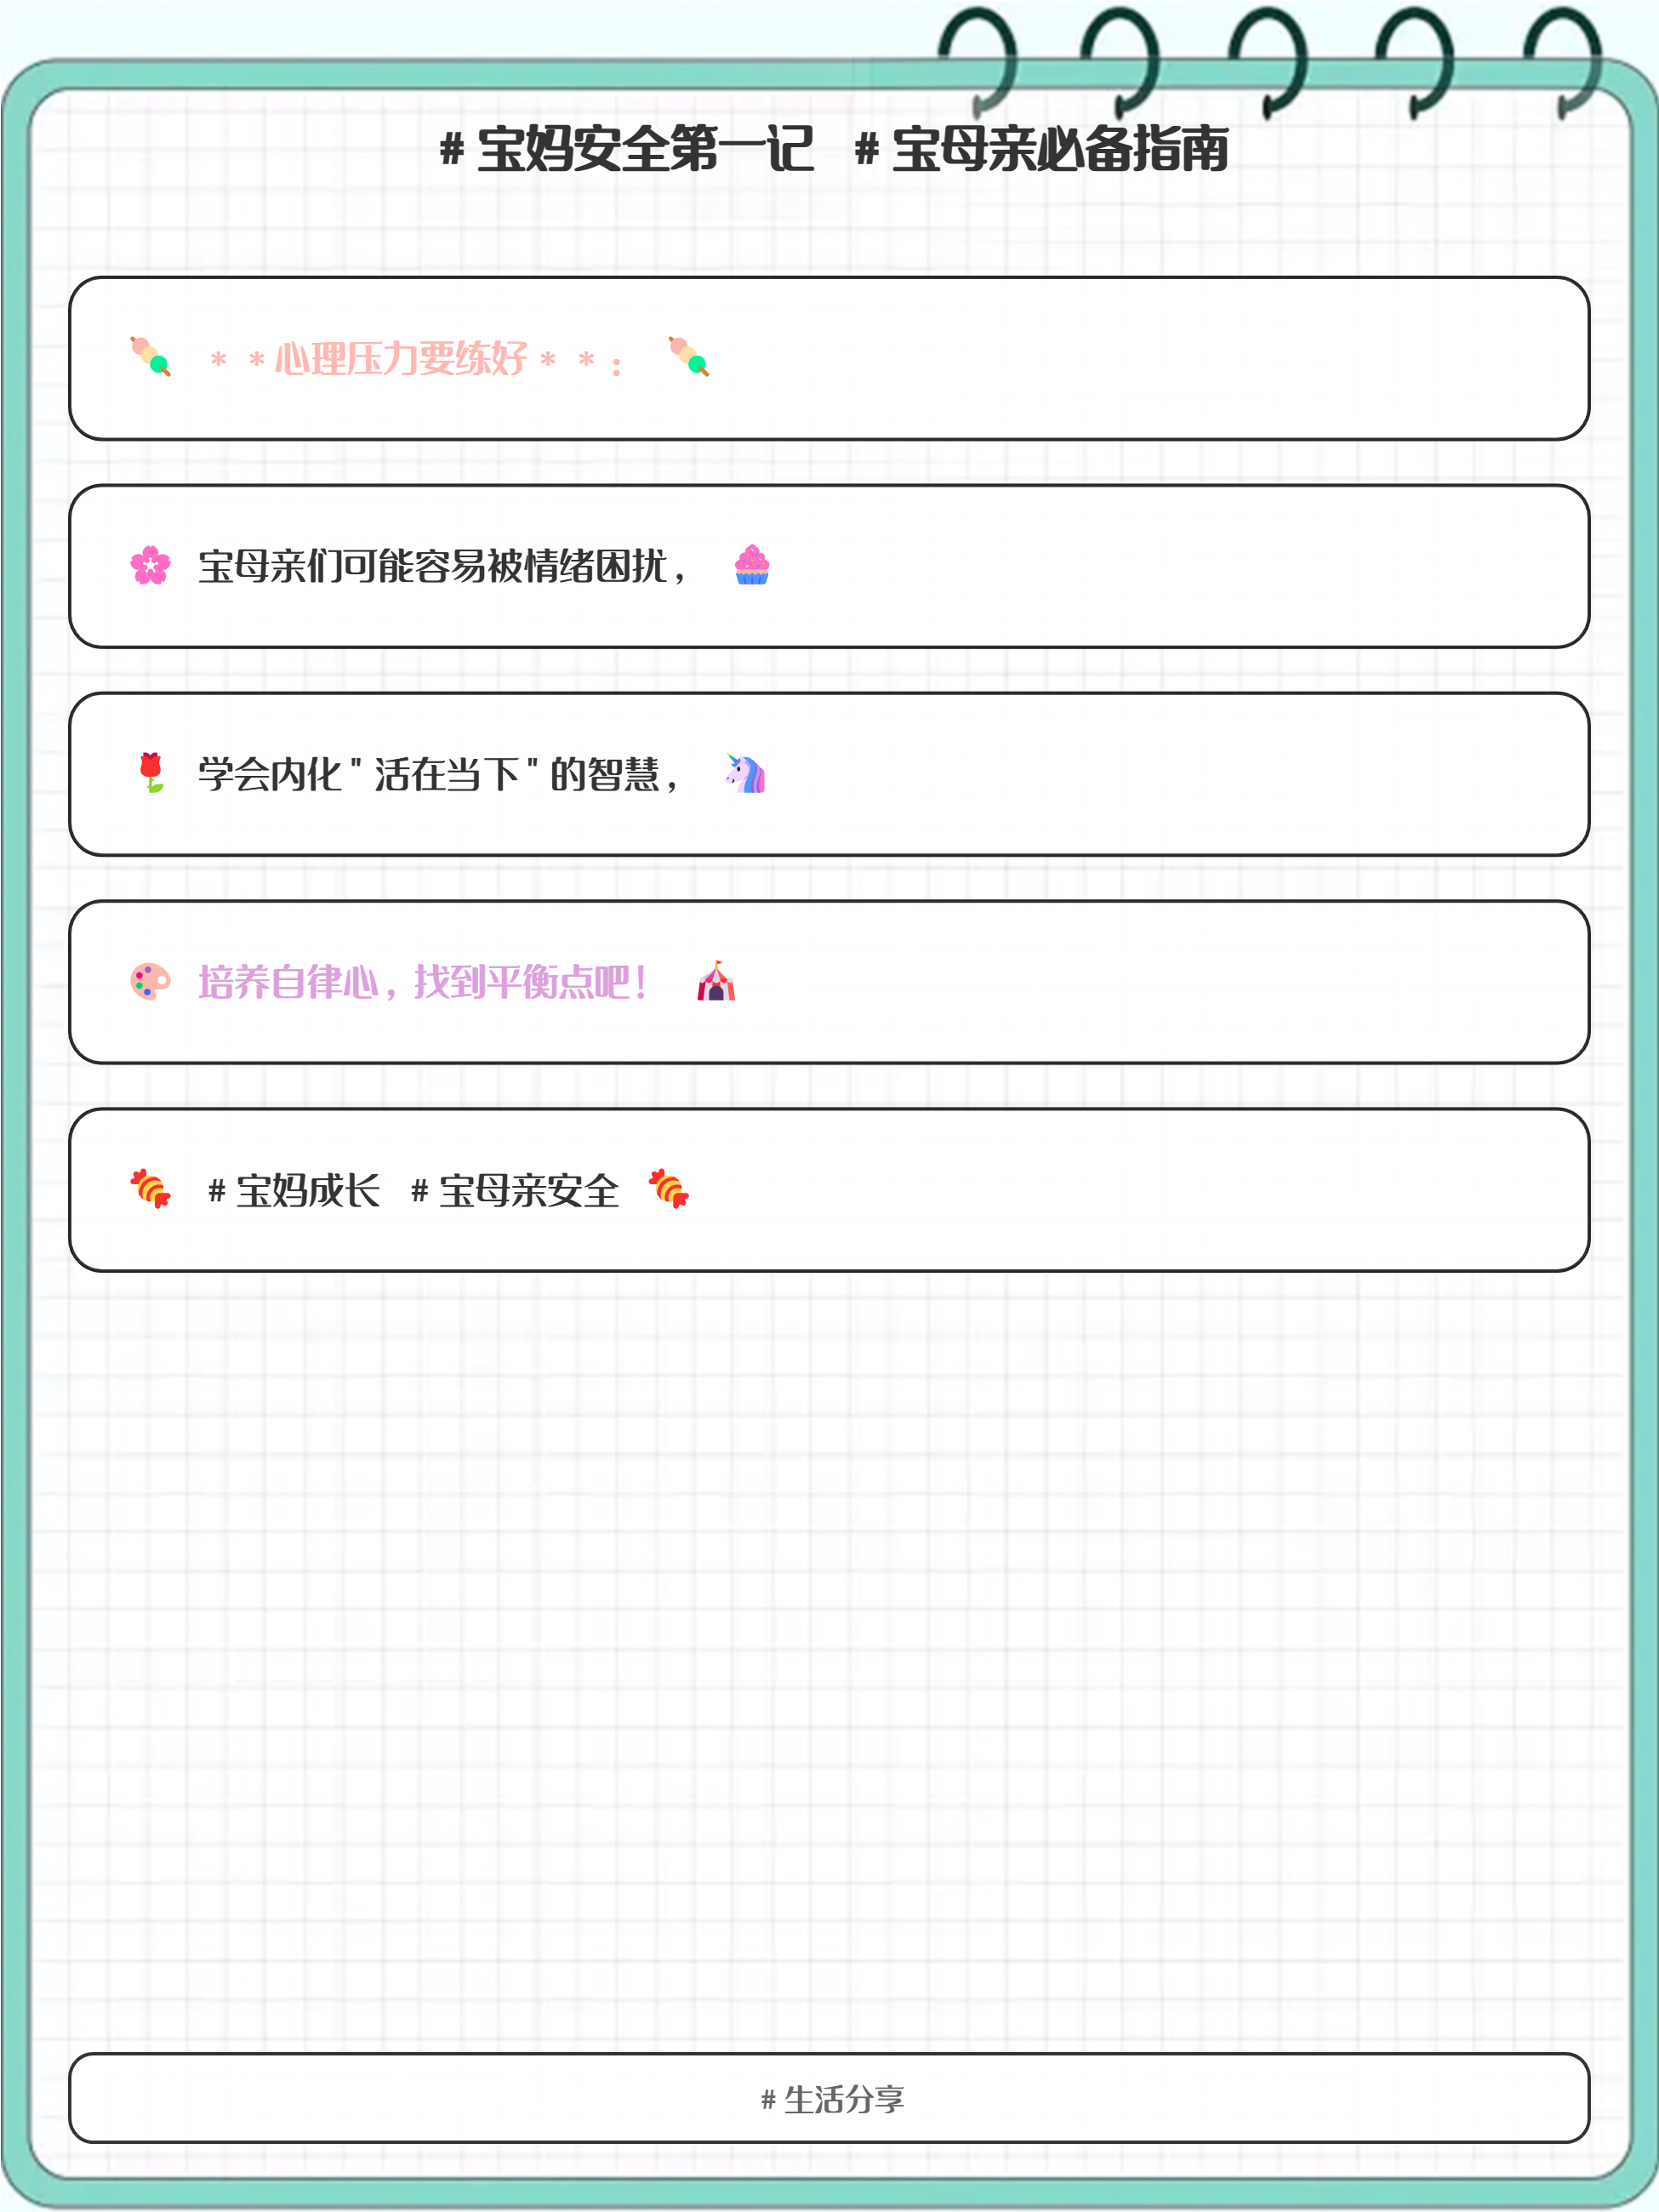 #宝妈安全第一记 #宝母亲必备指南
🍡 **心理压力要练好**: 🍡
🌸 宝母亲们可能容易被情绪困扰, 🧁
🌹 学会内化"活在当下"的智慧, 🦄
🎨 培养自律心, 找到平衡点吧! 🎪
🍬 #宝妈成长 #宝母亲安全 🍬
#生活分享